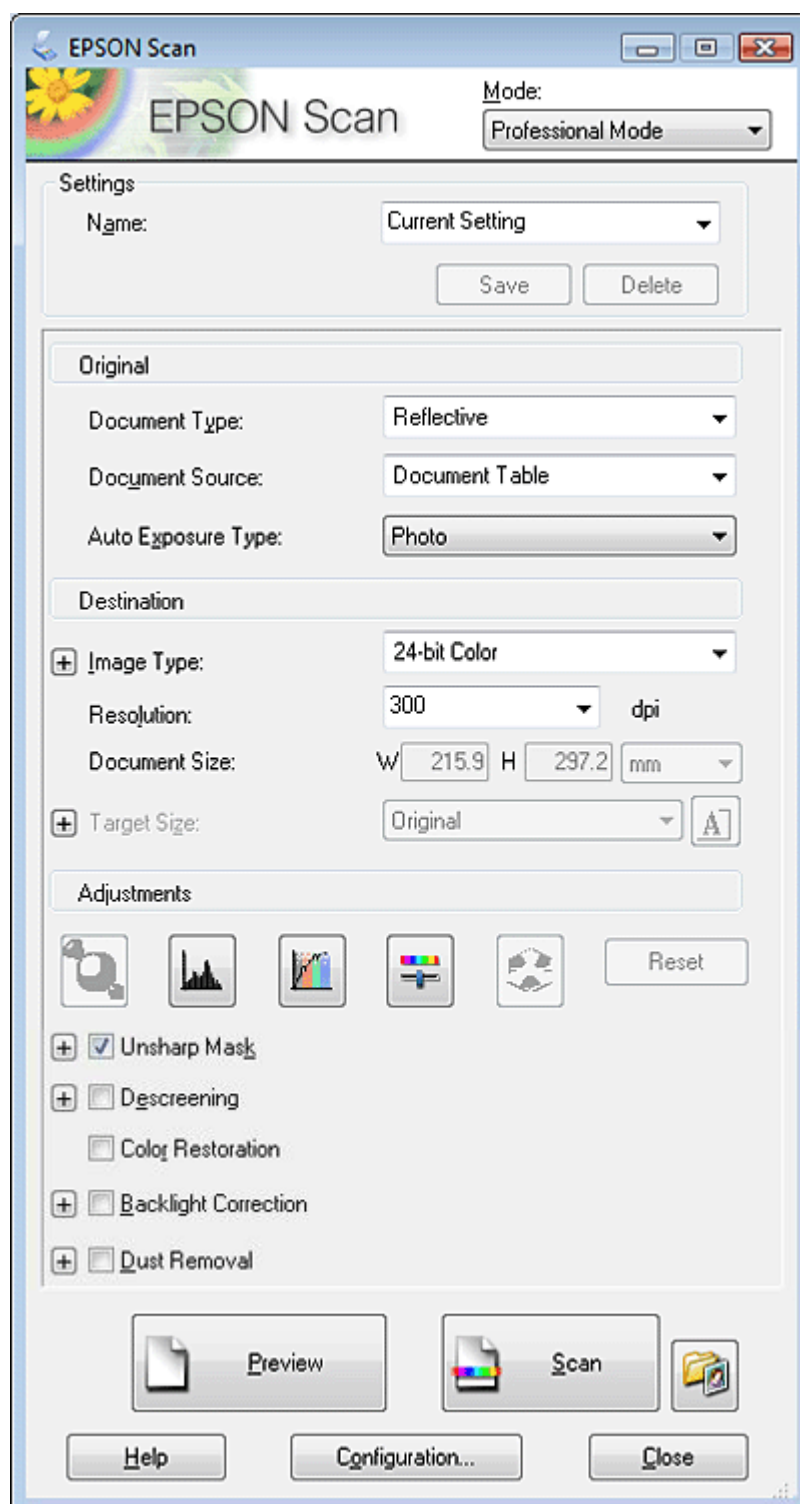 EPSON Scan
EPSON Scan
Mode:
Professional Mode
Settings
Name:
Current Setting
Save
Delete
Original
Document Type:
Reflective
Document Source:
Document Table
Auto Exposure Type:
Photo
Destination
Image Type:
24-bit Color
Resolution:
300
dpi
Document Size:
W 215.9 H 297.2 mm
Target Size:
Original
A
Adjustments
Reset
Unsharp Mask
Descreening
Color Restoration
Backlight Correction
Dust Removal
Preview
Scan
Help
Configuration...
Close